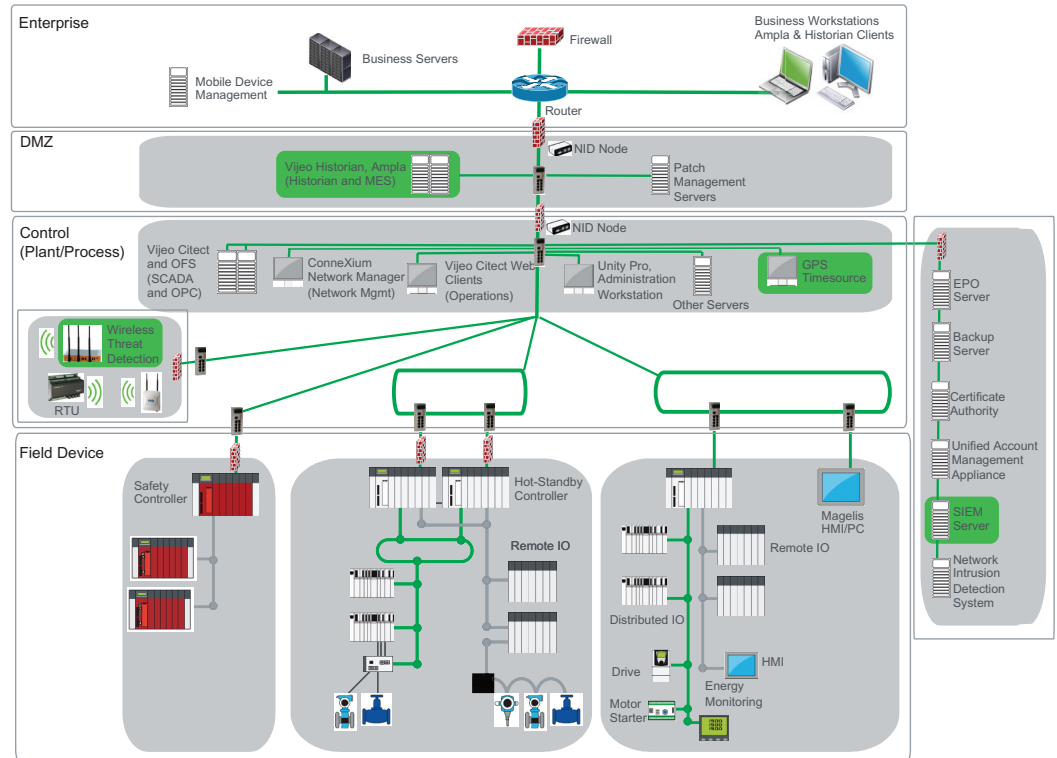 Enterprise
Business Servers
Firewall
Business Workstations
Ampla & Historian Clients
Mobile Device
Management
Router
DMZ
NID Node
Vijeo Historian, Ampla
(Historian and MES)
Patch
Management
Servers
Control
(Plant/Process)
NID Node
Vijeo Citect
and OFS
(SCADA
and OPC)
ConneXium
Network Manager
(Network Mgmt)
Vijeo Citect Web
Clients
(Operations)
Unity Pro,
Administration
Workstation
Other Servers
GPS
Timesource
EPO
Server
Backup
Server
Certificate
Authority
Unified Account
Management
Appliance
SIEM
Server
Network
Intrusion
Detection
System
Wireless
Threat
Detection
RTU
Field Device
Safety
Controller
Hot-Standby
Controller
Remote IO
Magelis
HMI/PC
Remote IO
Distributed IO
Drive
HMI
Energy
Monitoring
Motor
Starter